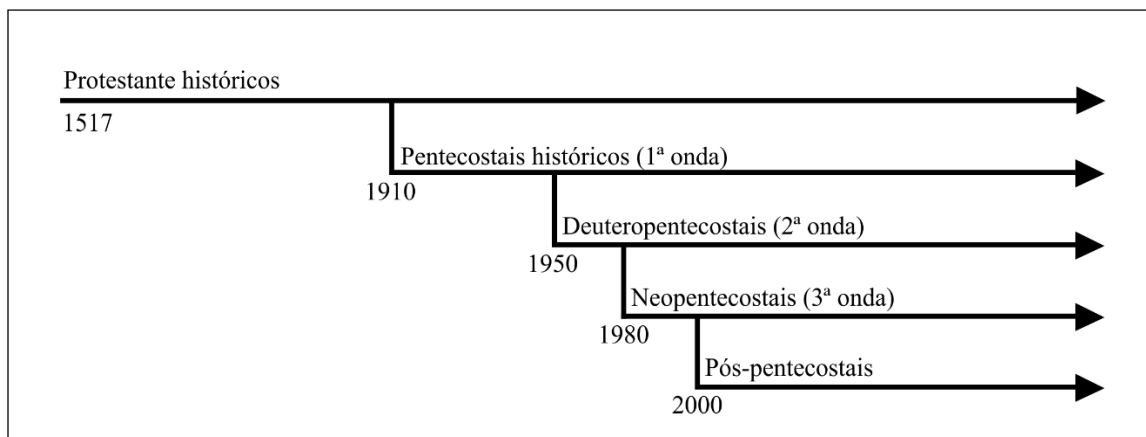 Protestante históricos
1517
Pentecostais históricos (1ª onda)
1910
Deuteropentecostais (2ª onda)
1950
Neopentecostais (3ª onda)
1980
Pós-pentecostais
2000